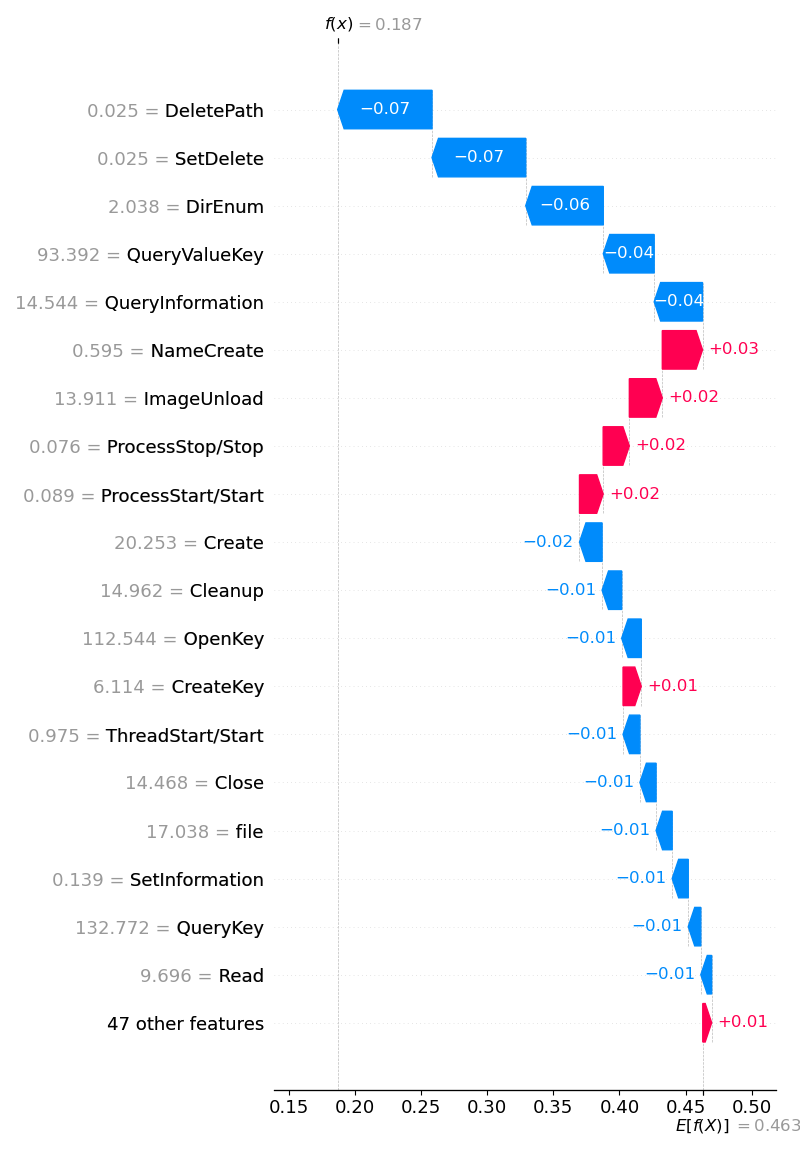 f(x) = 0.187
0.025 = DeletePath −0.07
0.025 = SetDelete −0.07
2.038 = DirEnum −0.06
93.392 = QueryValueKey −0.04
14.544 = QueryInformation −0.04
0.595 = NameCreate +0.03
13.911 = ImageUnload +0.02
0.076 = ProcessStop/Stop +0.02
0.089 = ProcessStart/Start +0.02
20.253 = Create −0.02
14.962 = Cleanup −0.01
112.544 = OpenKey −0.01
6.114 = CreateKey +0.01
0.975 = ThreadStart/Start −0.01
14.468 = Close −0.01
17.038 = file −0.01
0.139 = SetInformation −0.01
132.772 = QueryKey −0.01
9.696 = Read −0.01
47 other features +0.01
0.15 0.20 0.25 0.30 0.35 0.40 0.45 0.50
E[f(X)] = 0.463